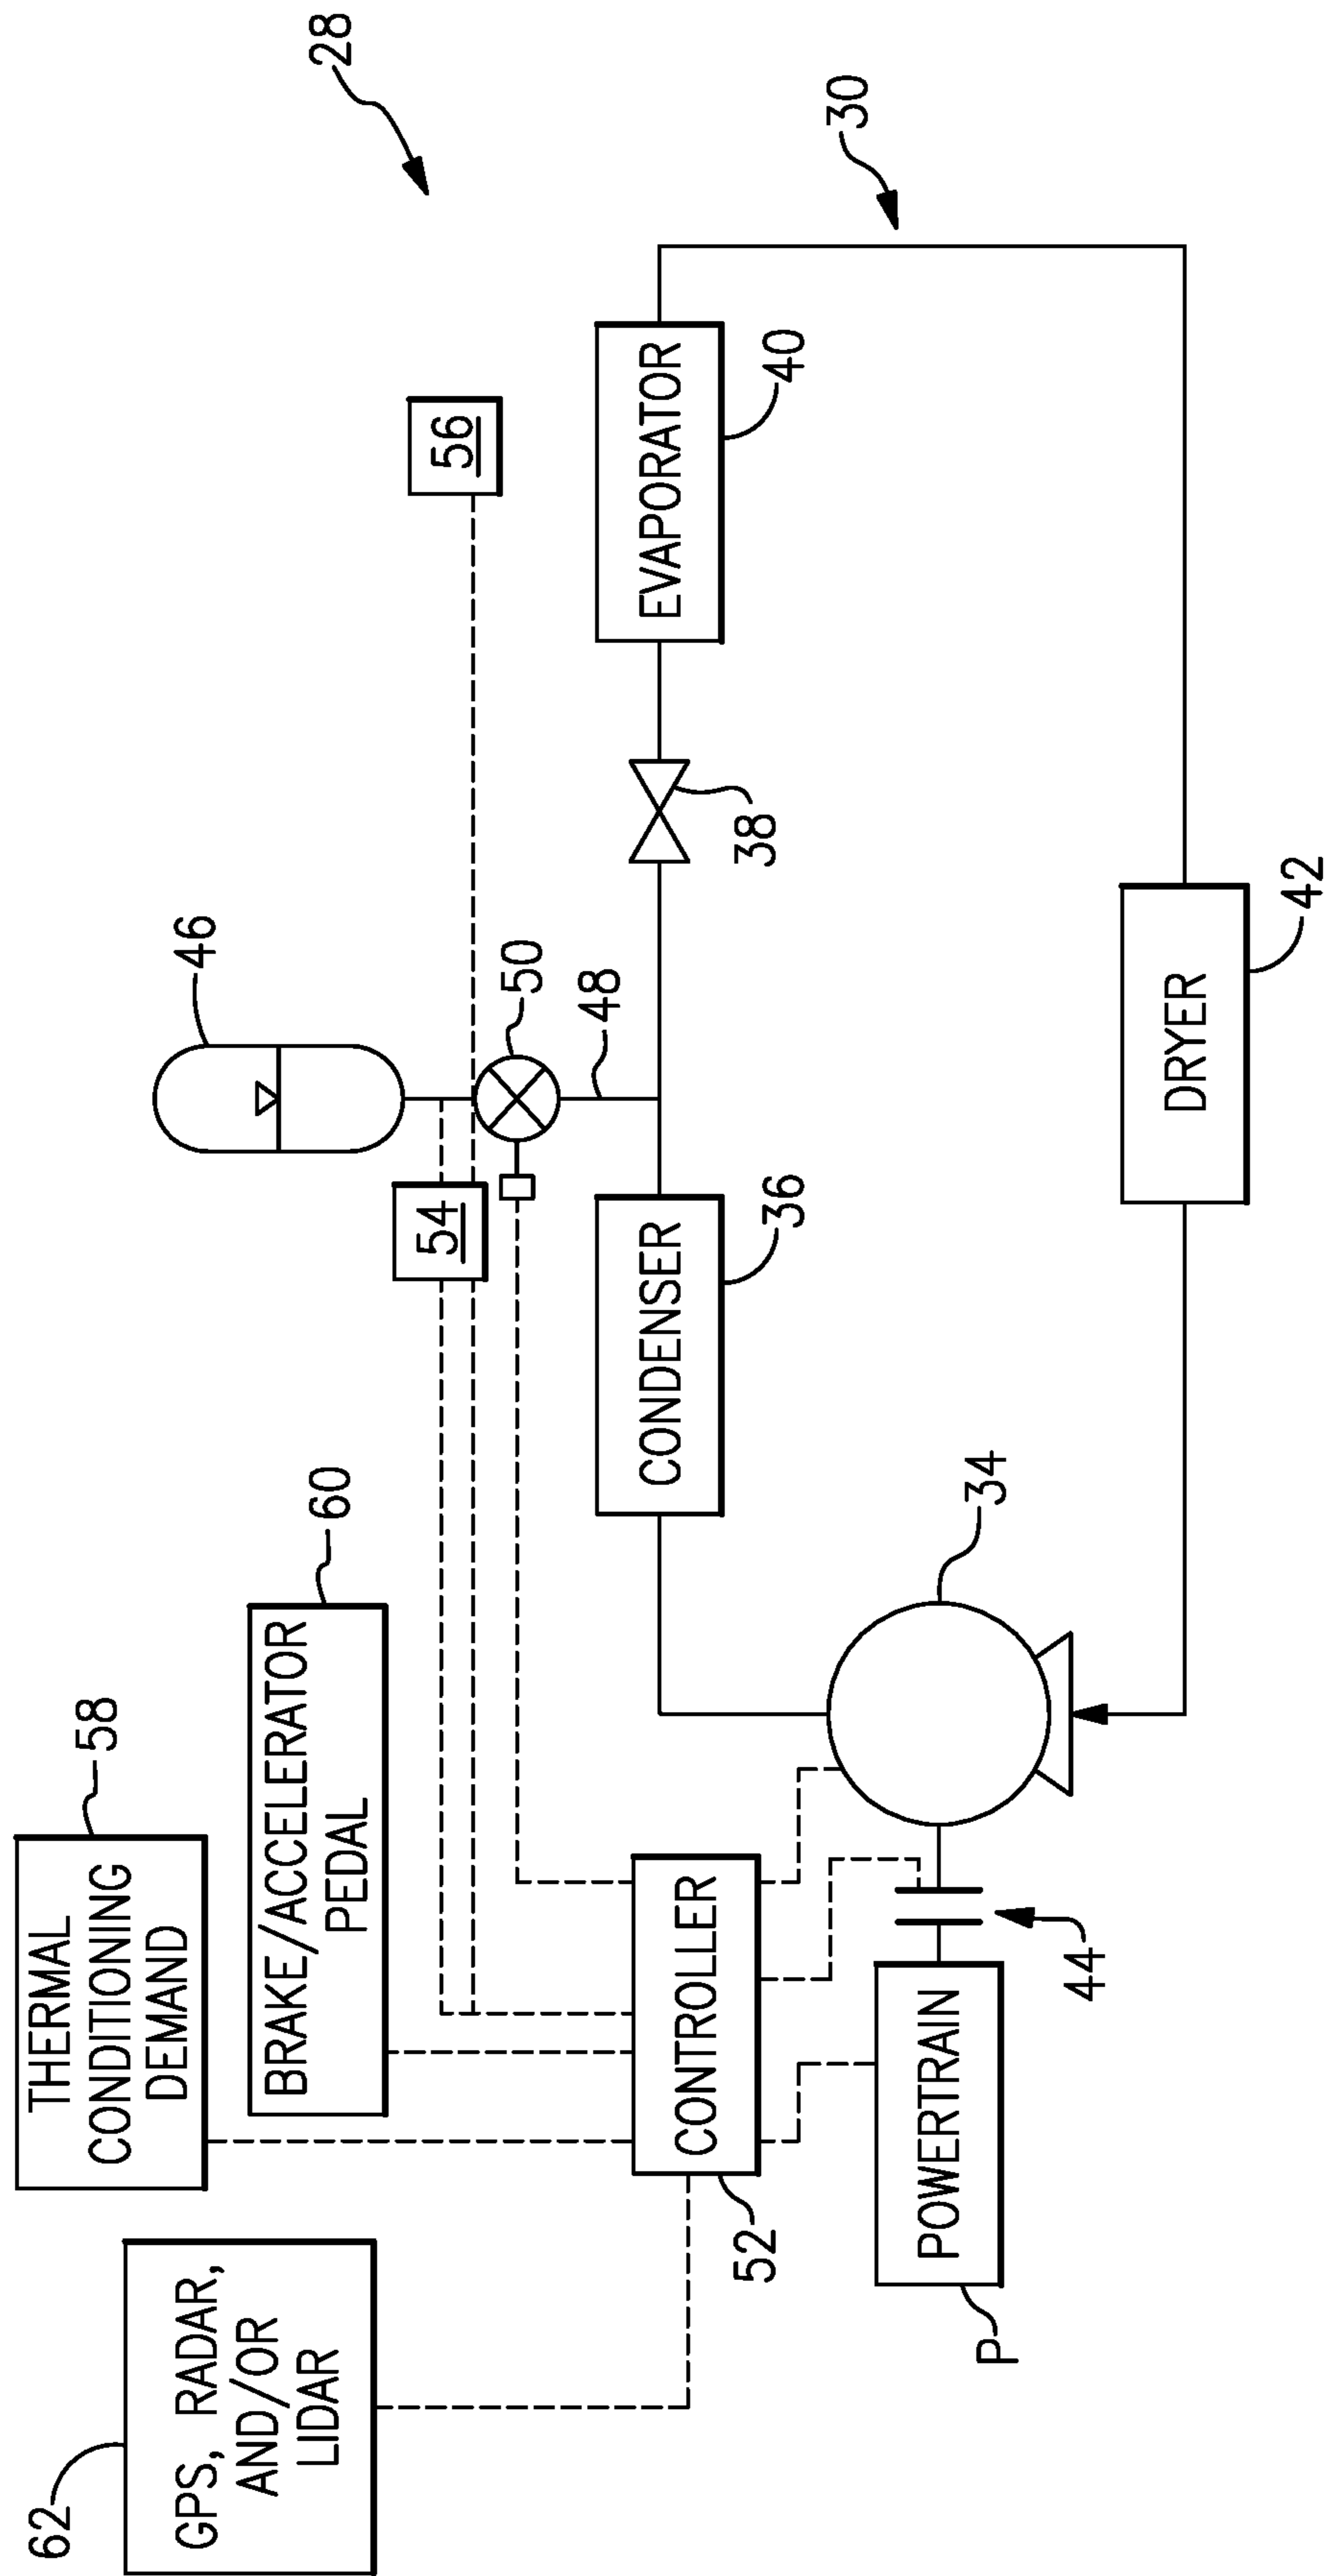 28
30
62
GPS, RADAR,
AND/OR
LIDAR
58
THERMAL
CONDITIONING
DEMAND
60
BRAKE/ACCELERATOR
PEDAL
46
54
56
50
48
52
CONTROLLER
CONDENSER
36
38
EVAPORATOR
40
P
POWERTRAIN
44
34
DRYER
42